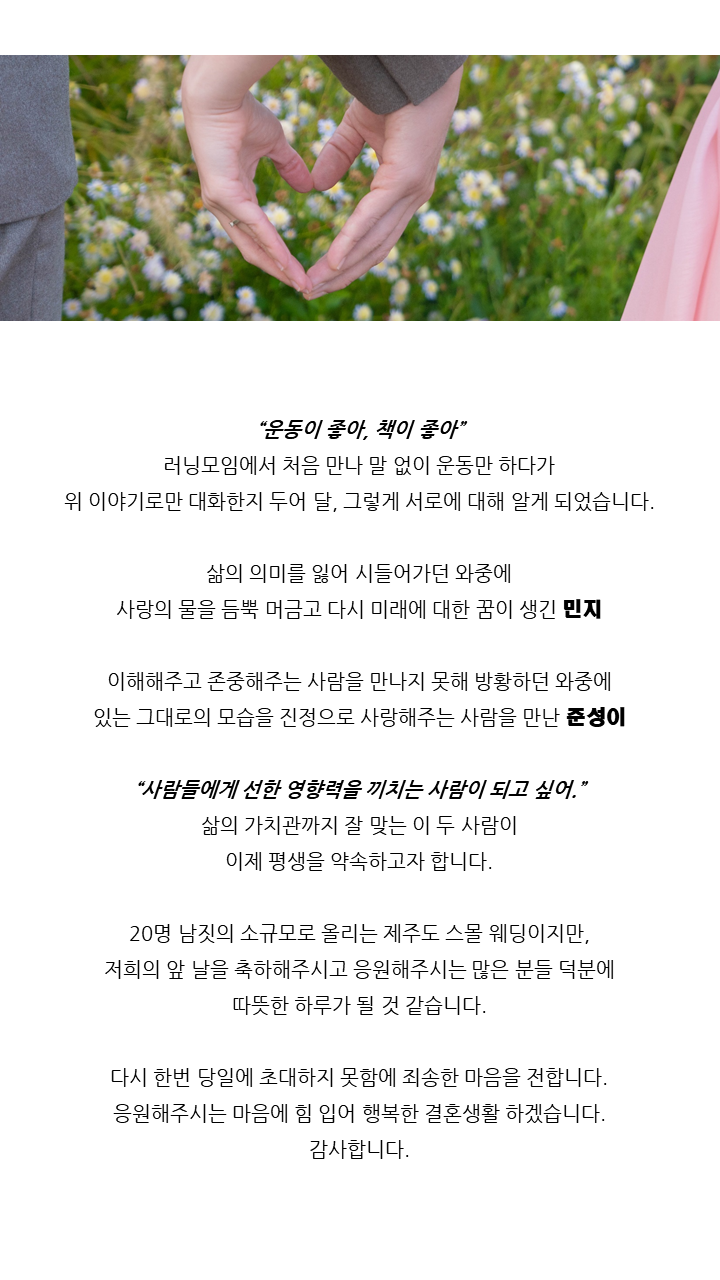 “운동이 좋아, 책이 좋아”
러닝모임에서 처음 만나 말 없이 운동만 하다가
위 이야기로만 대화한지 두어 달, 그렇게 서로에 대해 알게 되었습니다.
삶의 의미를 잃어 시들어가던 와중에
사랑의 물을 듬뿍 머금고 다시 미래에 대한 꿈이 생긴 민지
이해해주고 존중해주는 사람을 만나지 못해 방황하던 와중에
있는 그대로의 모습을 진정으로 사랑해주는 사람을 만난 준성이
“사람들에게 선한 영향력을 끼치는 사람이 되고 싶어.”
삶의 가치관까지 잘 맞는 이 두 사람이
이제 평생을 약속하고자 합니다.
20명 남짓의 소규모로 올리는 제주도 스몰 웨딩이지만,
저희의 앞 날을 축하해주시고 응원해주시는 많은 분들 덕분에
따뜻한 하루가 될 것 같습니다.
다시 한번 당일에 초대하지 못함에 죄송한 마음을 전합니다.
응원해주시는 마음에 힘 입어 행복한 결혼생활 하겠습니다.
감사합니다.